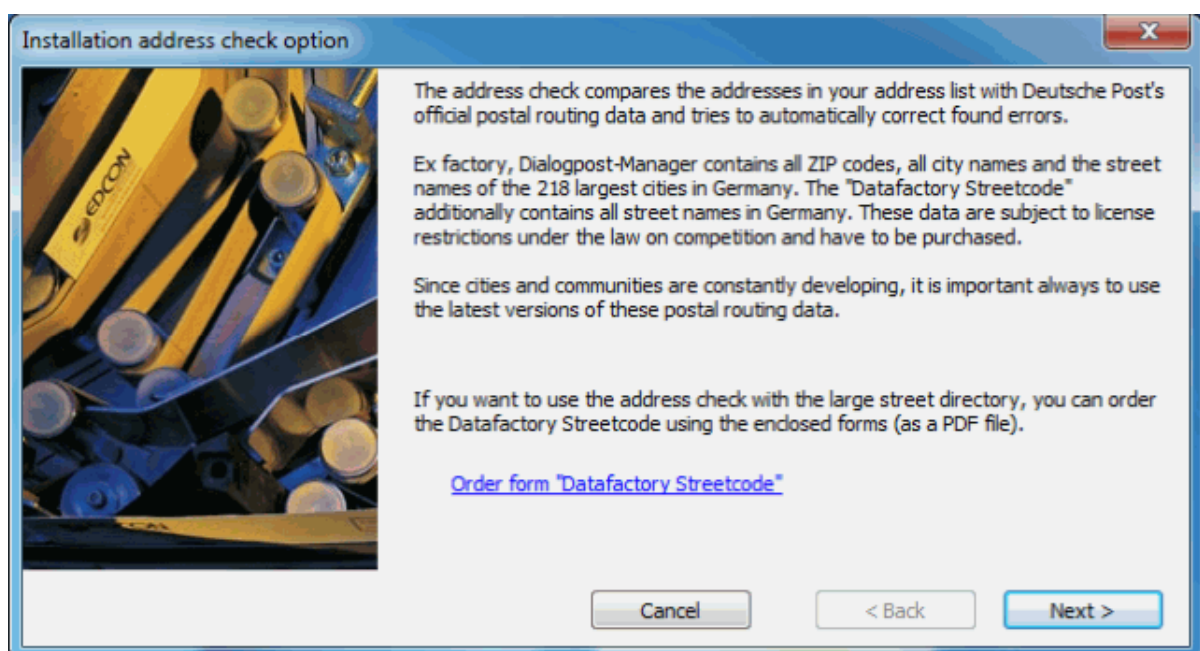 Installation address check option
The address check compares the addresses in your address list with Deutsche Post's
official postal routing data and tries to automatically correct found errors.
Ex factory, Dialogpost-Manager contains all ZIP codes, all city names and the street
names of the 218 largest cities in Germany. The "Datafactory Streetcode"
additionally contains all street names in Germany. These data are subject to license
restrictions under the law on competition and have to be purchased.
Since cities and communities are constantly developing, it is important always to use
the latest versions of these postal routing data.
If you want to use the address check with the large street directory, you can order
the Datafactory Streetcode using the enclosed forms (as a PDF file).
Order form "Datafactory Streetcode"
Cancel
< Back
Next >